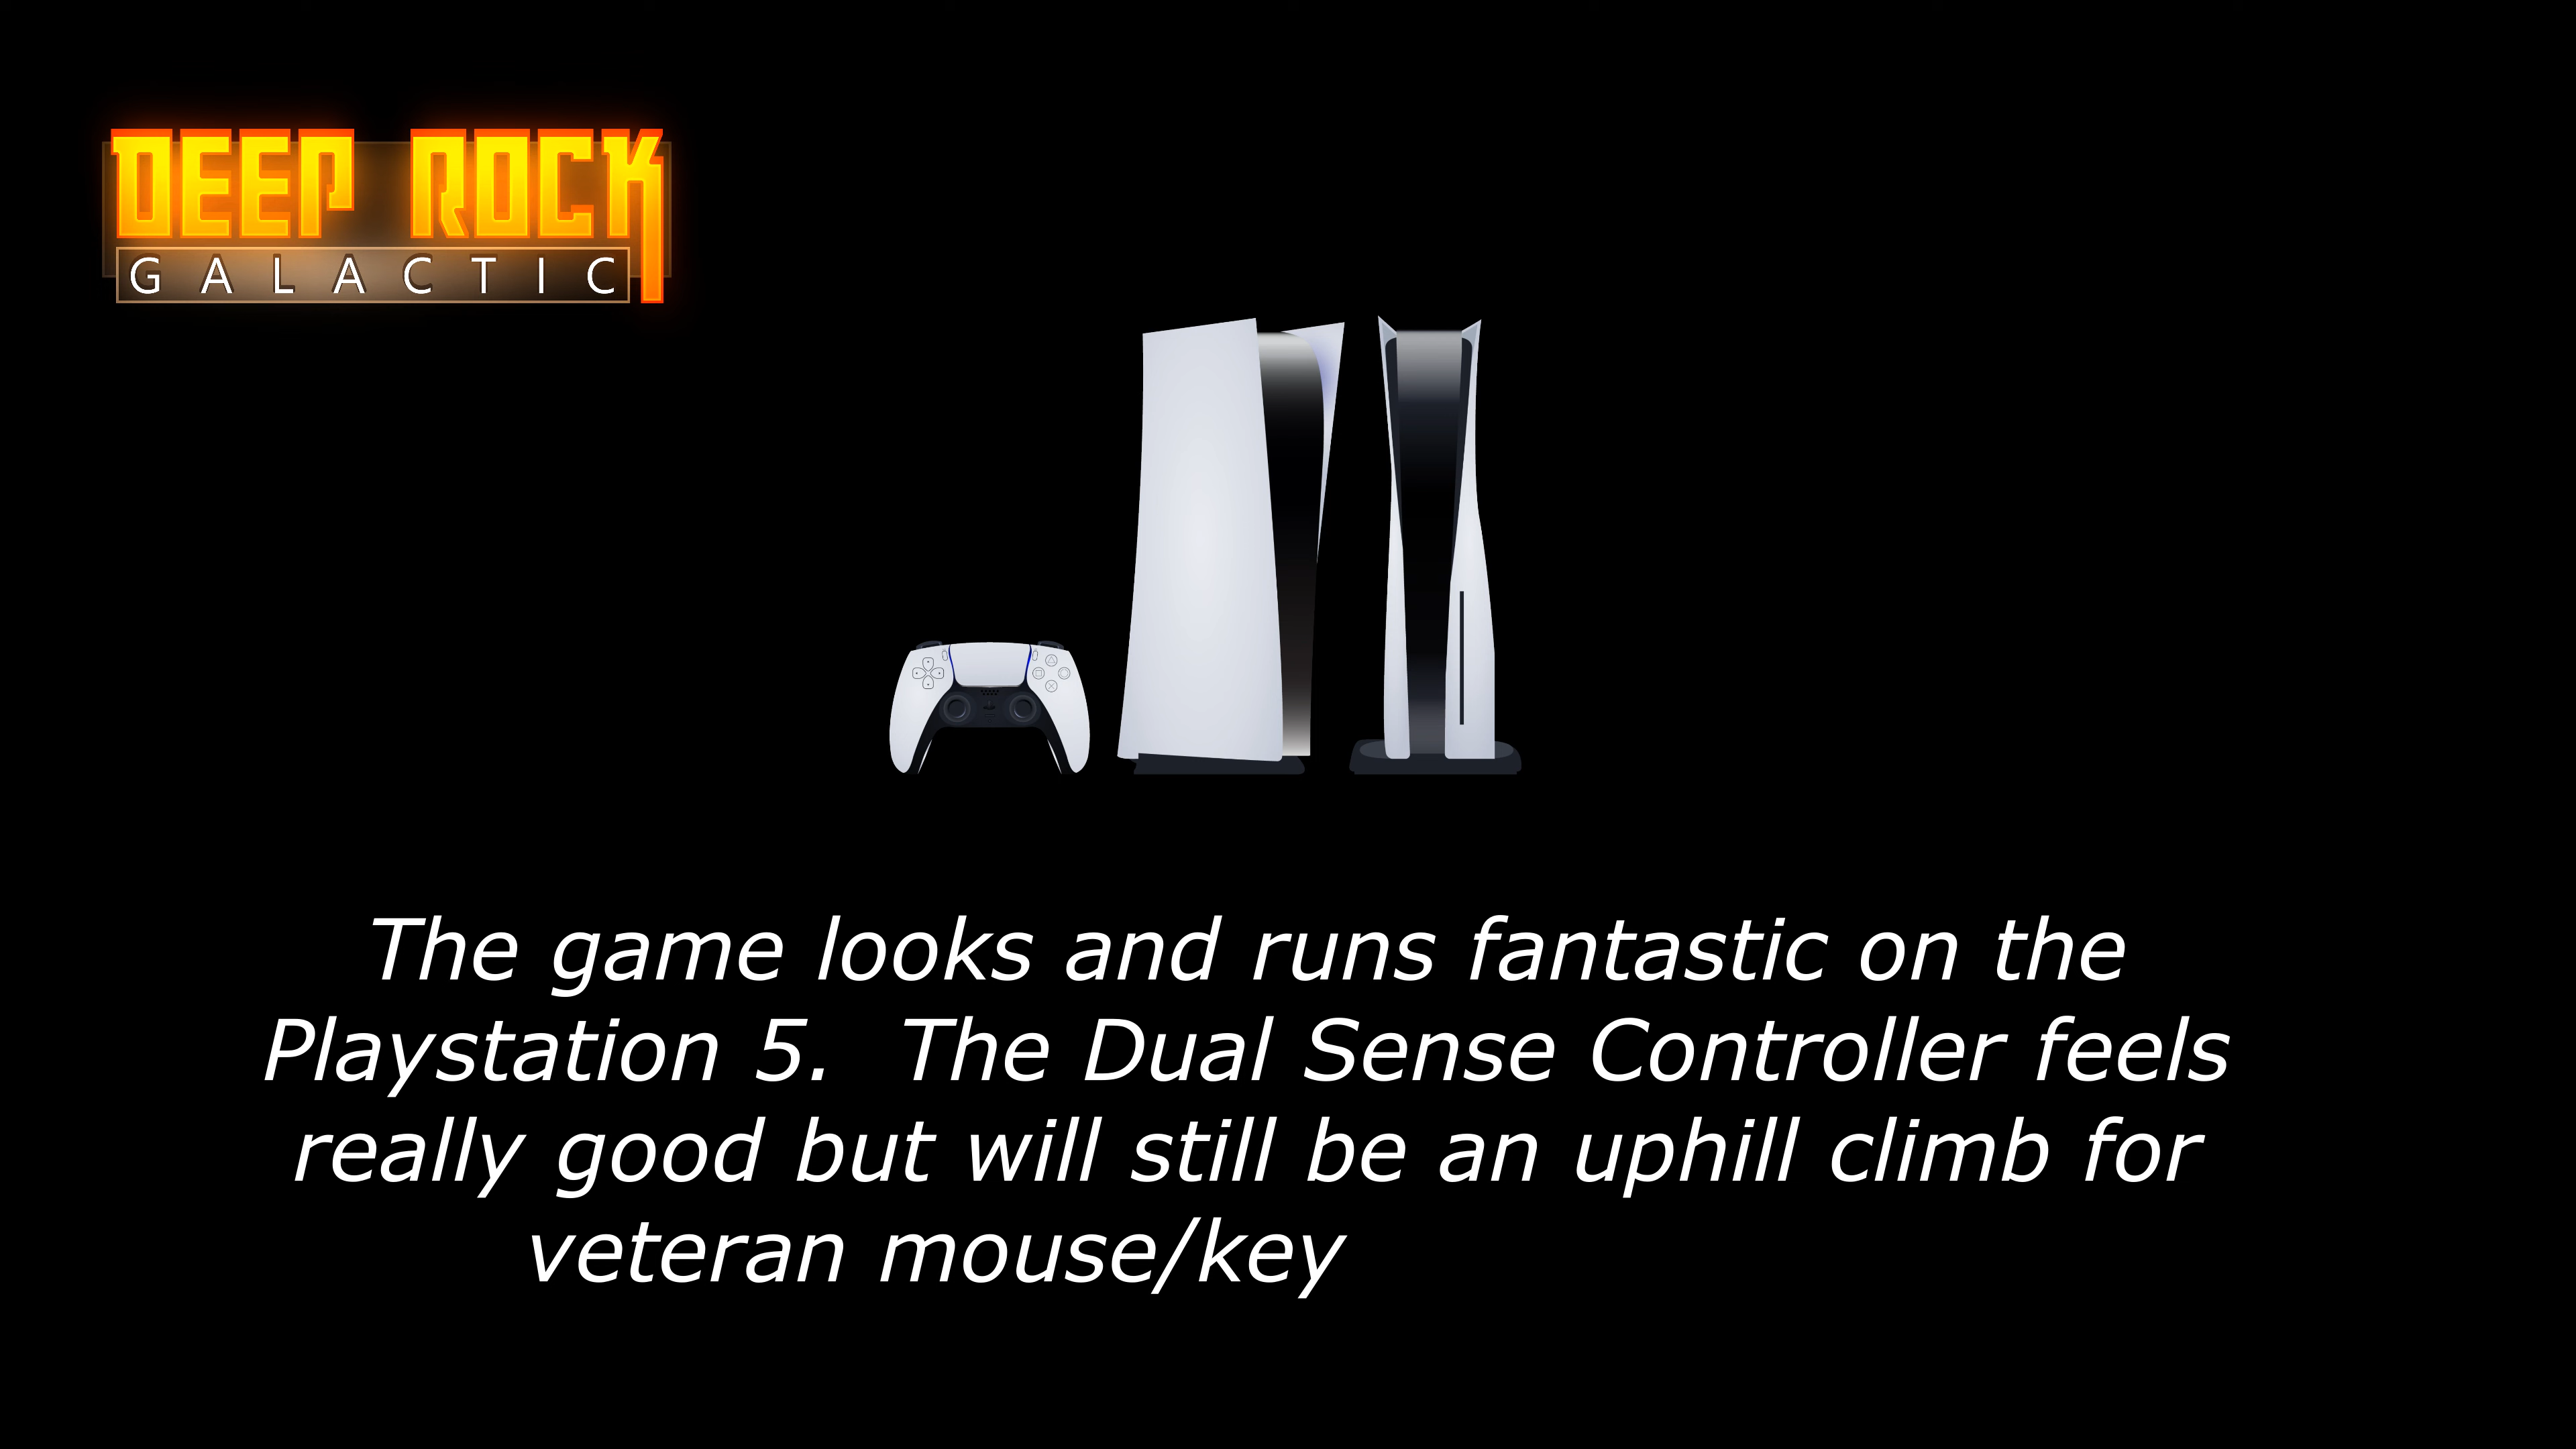 DEEP ROCK
GALACTIC
The game looks and runs fantastic on the
Playstation 5.  The Dual Sense Controller feels
really good but will still be an uphill climb for
veteran mouse/key